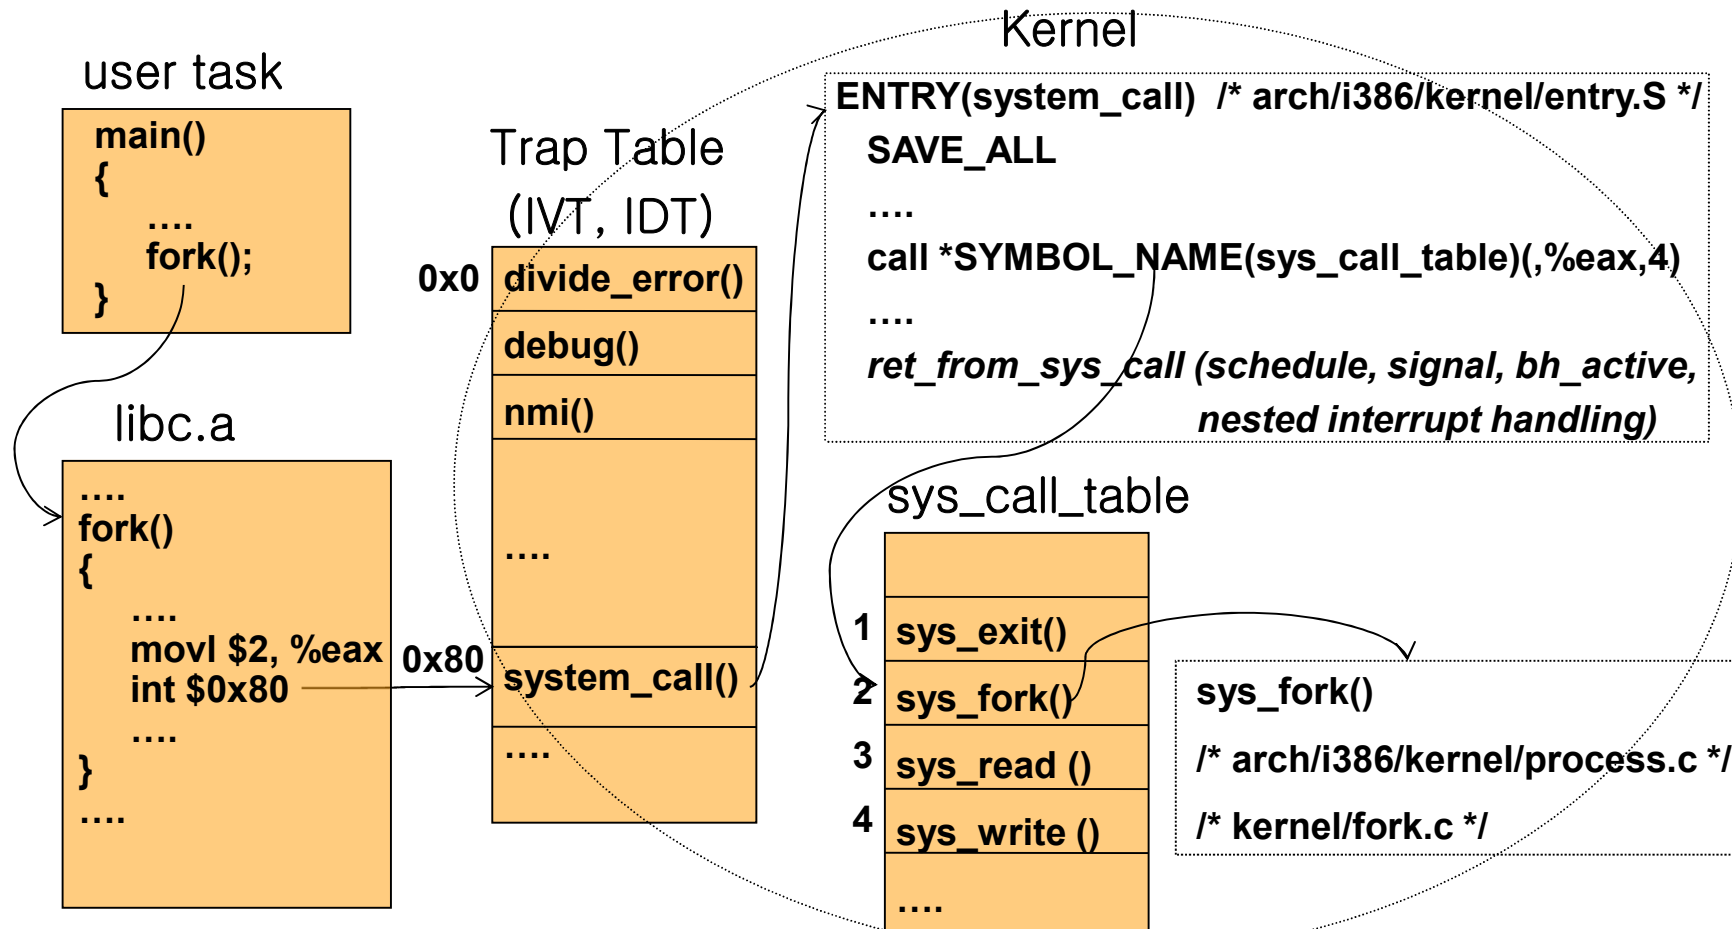 Kernel
user task
main()
{
….
fork();
}
libc.a
….
fork()
{
….
movl $2, %eax
int $0x80
….
}
….
Trap Table
(IVT, IDT)
0x0 divide_error()
debug()
nmi()
….
0x80 system_call()
….
ENTRY(system_call) /* arch/i386/kernel/entry.S */
SAVE_ALL
….
call *SYMBOL_NAME(sys_call_table)(,%eax,4)
….
ret_from_sys_call (schedule, signal, bh_active,
nested interrupt handling)
sys_call_table
1 sys_exit()
2 sys_fork()
3 sys_read ()
4 sys_write ()
….
sys_fork()
/* arch/i386/kernel/process.c */
/* kernel/fork.c */